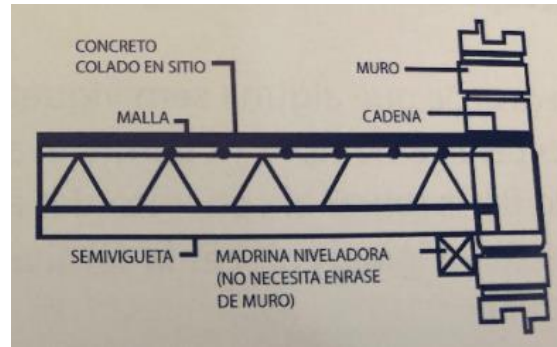 CONCRETO
COLADO EN SITIO
MURO
MALLA
CADENA
SEMIVIGUETA
MADRINA NIVELADORA
(NO NECESITA ENRASE
DE MURO)